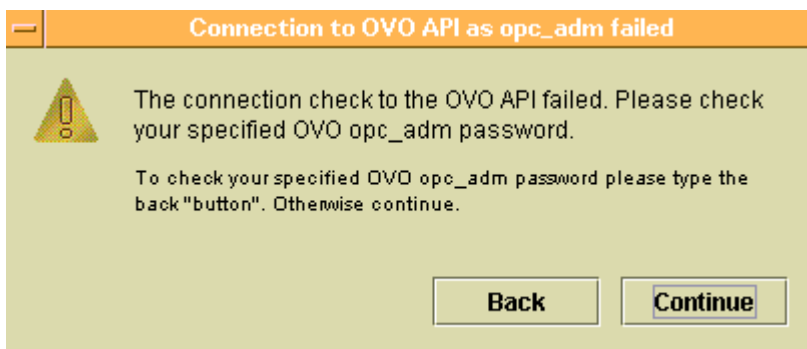 Connection to OVO API as opc_adm failed
The connection check to the OVO API failed. Please check
your specified OVO opc_adm password.
To check your specified OVO opc_adm password please type the
back "button". Otherwise continue.
Back Continue